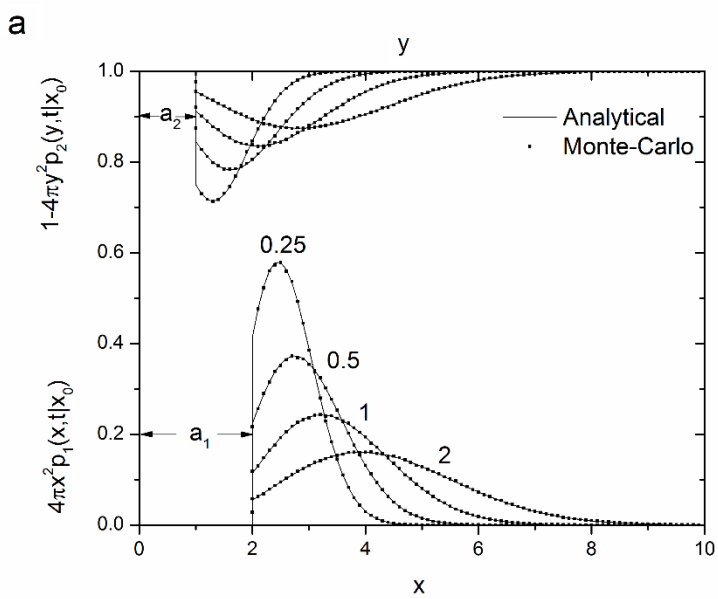 a
y
1.0
0.8
0.6
0.4
0.2
0.0
1-4πy²p₂(y,t|x₀)
4πx²p₁(x,t|x₀)
a₂
a₁
Analytical
Monte-Carlo
0.25
0.5
1
2
0 2 4 6 8 10
x